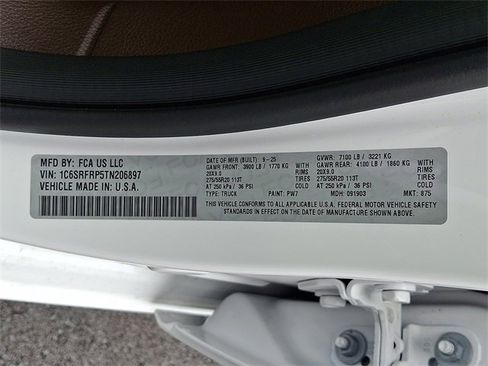 MFD BY: FCA US LLC
VIN: 1C6SRFRP5TN206897
VEHICLE MADE IN: U.S.A.
DATE OF MFR (BUILT): 9-25
GAWR FRONT: 3900 LB / 1770 KG WITH
20X9.0 RIMS
275/55R20 113T TIRES
AT 250 kPa / 36 PSI COLD
TYPE: TRUCK PAINT: PW7
GVWR: 7100 LB / 3221 KG
GAWR REAR: 4100 LB / 1860 KG WITH
20X9.0 RIMS
275/55R20 113T TIRES
AT 250 kPa / 36 PSI COLD
MDH: 091903 MKT: 875
THIS VEHICLE CONFORMS TO ALL APPLICABLE U.S.A. FEDERAL MOTOR VEHICLE SAFETY
STANDARDS IN EFFECT ON THE DATE OF MANUFACTURE SHOWN ABOVE.